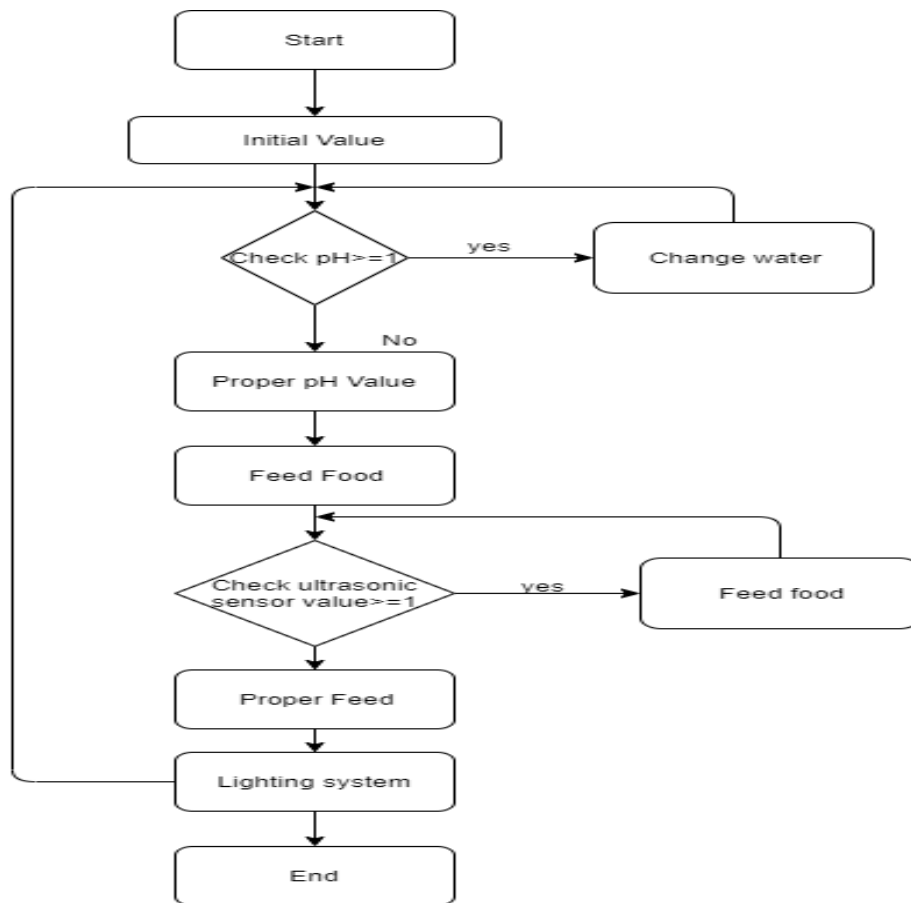 Start
Initial Value
Check pH>=1
yes
Change water
No
Proper pH Value
Feed Food
Check ultrasonic
sensor value>=1
yes
Feed food
Proper Feed
Lighting system
End